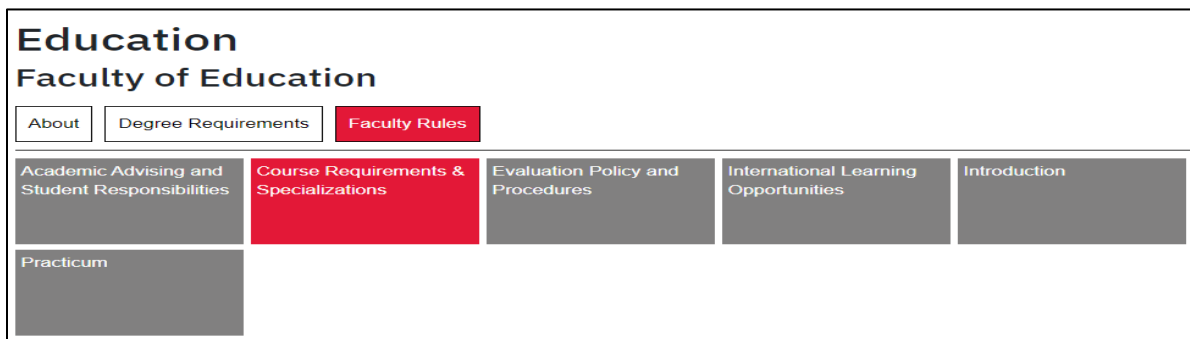 Education
Faculty of Education
About Degree Requirements Faculty Rules
Academic Advising and
Student Responsibilities
Course Requirements &
Specializations
Evaluation Policy and
Procedures
International Learning
Opportunities
Introduction
Practicum